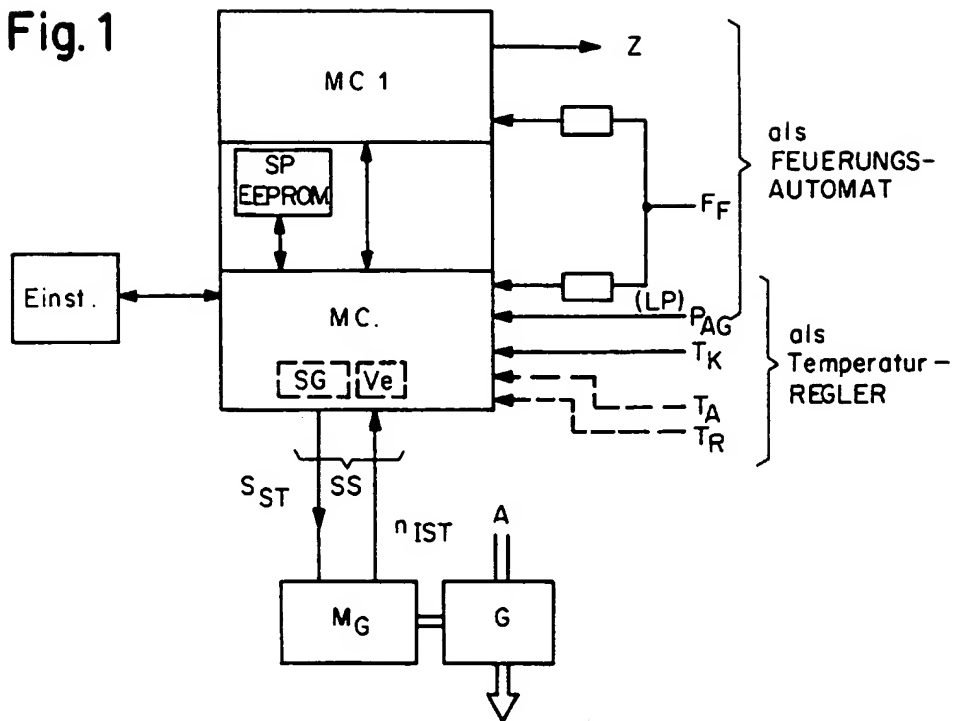 Fig. 1
MC 1
Z
SP
EEPROM
als
FEUERUNGS-
AUTOMAT
F_F
Einst.
MC.
(LP)
P_AG
T_K
als
Temperatur-
REGLER
SG
Ve
T_A
T_R
S_ST
SS
n_IST
A
M_G
G